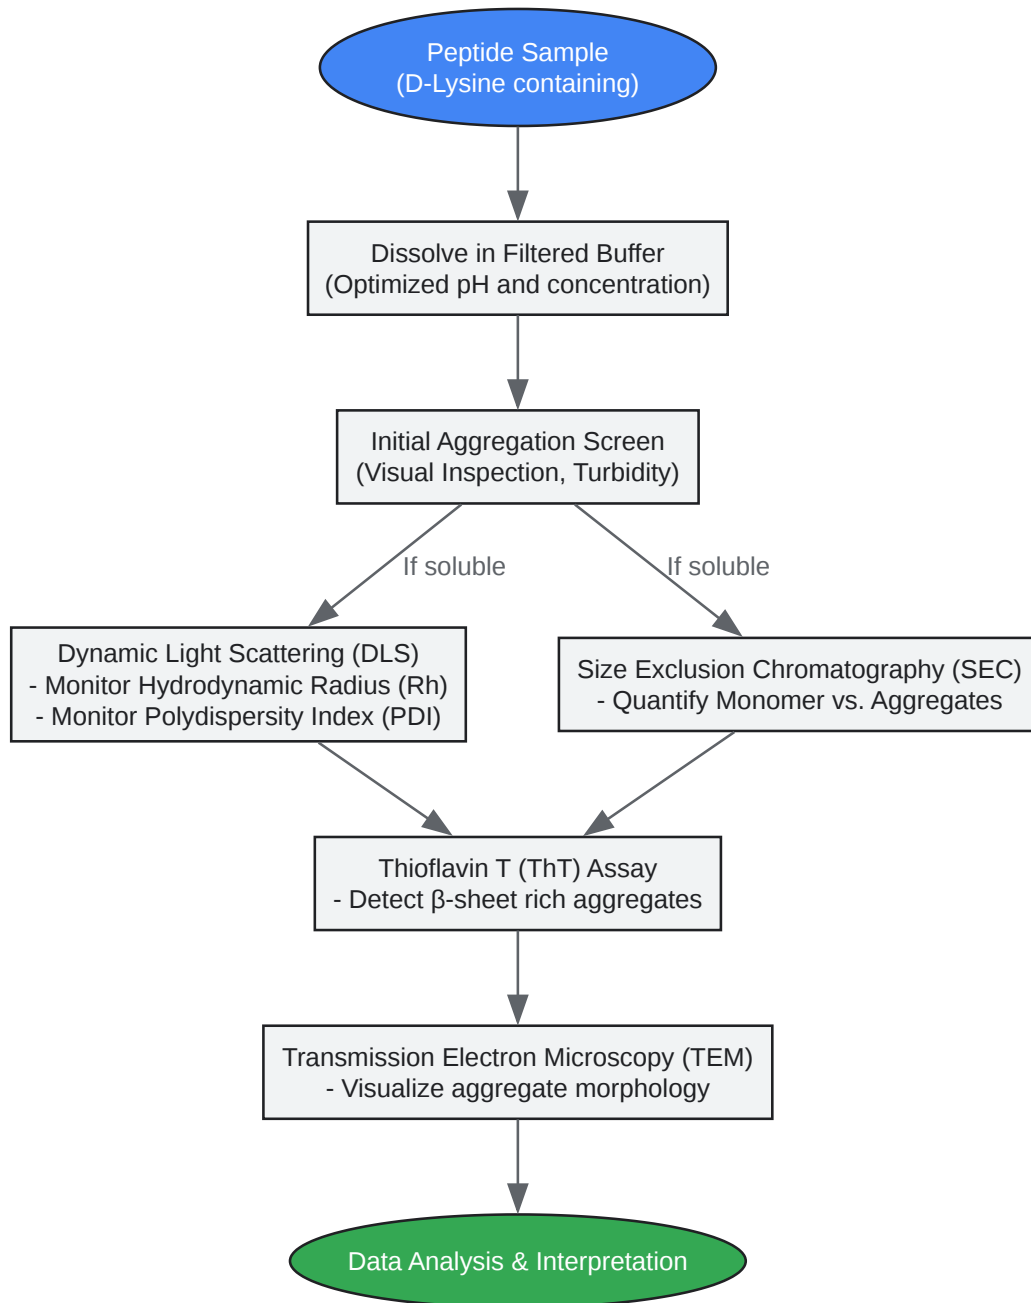 Peptide Sample
(D-Lysine containing)
Dissolve in Filtered Buffer
(Optimized pH and concentration)
Initial Aggregation Screen
(Visual Inspection, Turbidity)
If soluble
If soluble
Dynamic Light Scattering (DLS)
- Monitor Hydrodynamic Radius (Rh)
- Monitor Polydispersity Index (PDI)
Size Exclusion Chromatography (SEC)
- Quantify Monomer vs. Aggregates
Thioflavin T (ThT) Assay
- Detect β-sheet rich aggregates
Transmission Electron Microscopy (TEM)
- Visualize aggregate morphology
Data Analysis & Interpretation